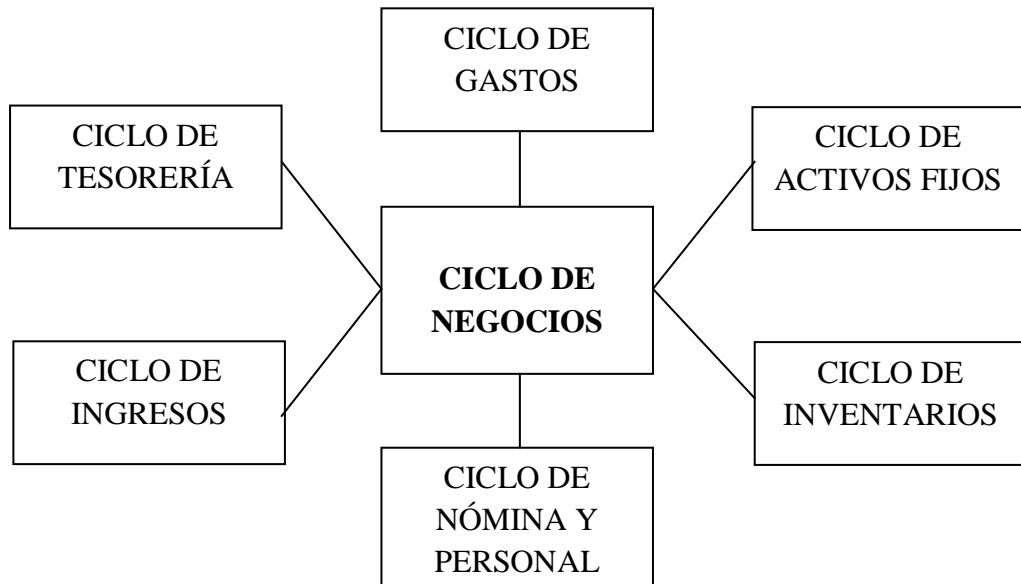 CICLO DE
GASTOS
CICLO DE
TESORERÍA
CICLO DE
ACTIVOS FIJOS
CICLO DE
NEGOCIOS
CICLO DE
INGRESOS
CICLO DE
INVENTARIOS
CICLO DE
NÓMINA Y
PERSONAL